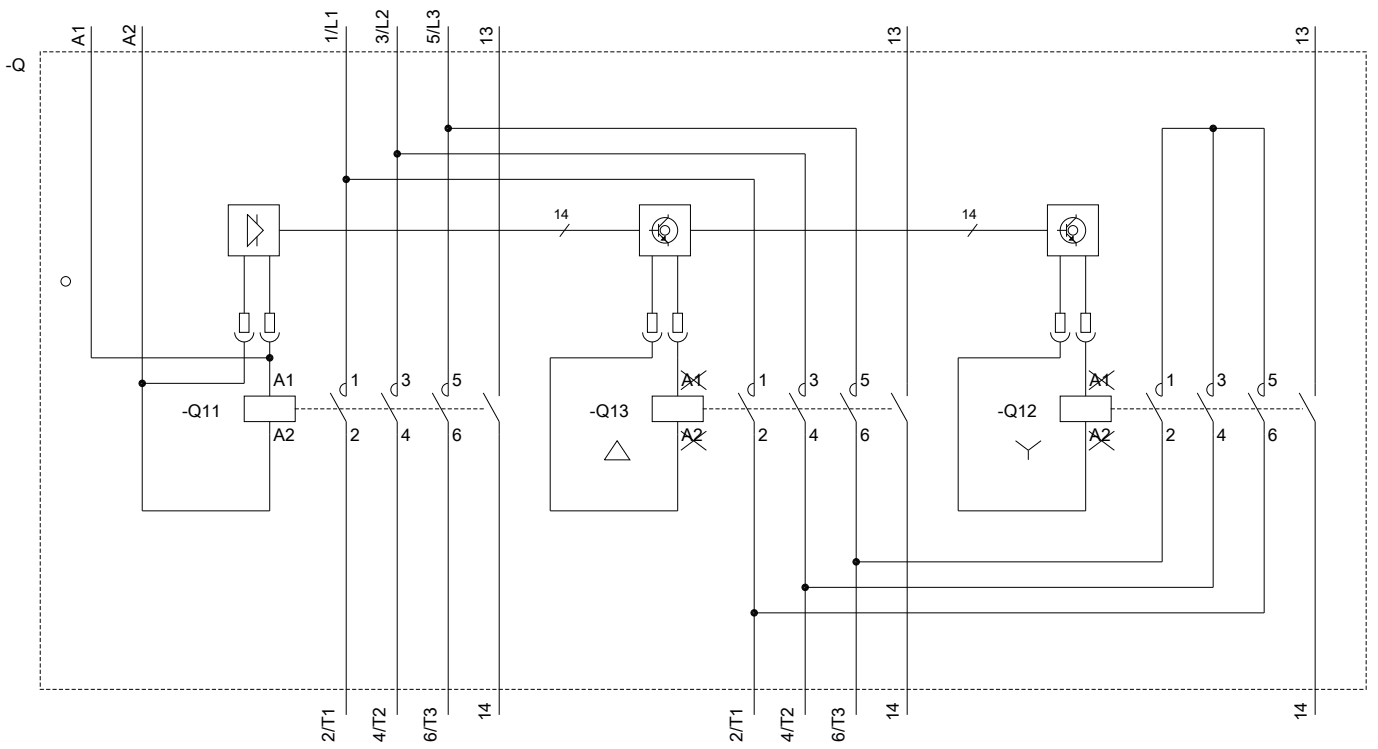 A1 A2 1/L1 3/L2 5/L3 13 13 13
-Q
14 14
A1 1 3 5 A1 1 3 5 A1 1 3 5
-Q11 -Q13 -Q12
A2 2 4 6 A2 2 4 6 A2 2 4 6
2/T1 4/T2 6/T3 14 2/T1 4/T2 6/T3 14 14